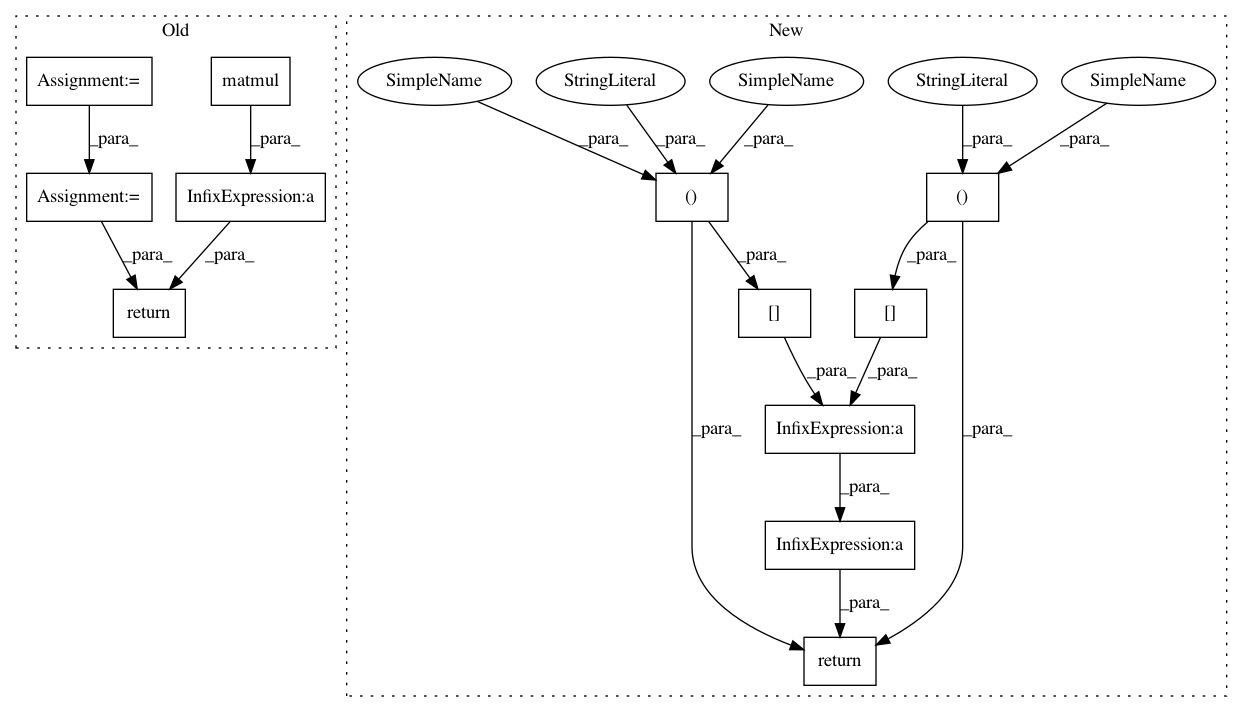 Old
New
Assignment:=
matmul
SimpleName
StringLiteral
SimpleName
StringLiteral
SimpleName
_para_
_para_
_para_
_para_
_para_
_para_
_para_
Assignment:=
InfixExpression:a
()
()
_para_
_para_
_para_
_para_
return
[]
[]
_para_
_para_
_para_
InfixExpression:a
_para_
_para_
InfixExpression:a
_para_
return